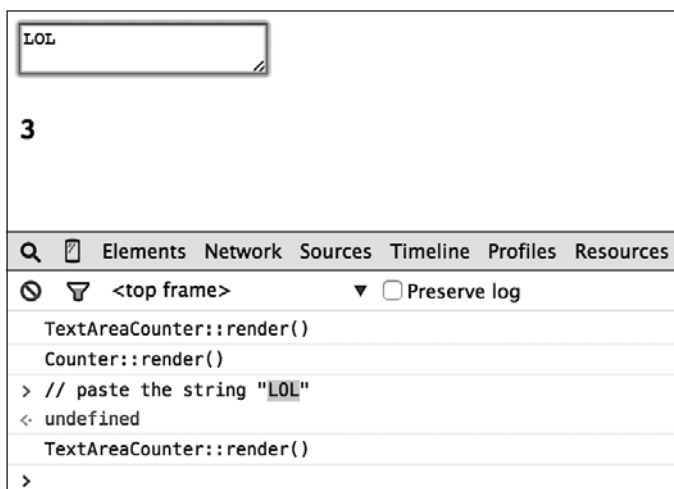 LOL
3
Elements Network Sources Timeline Profiles Resources
<top frame> ▼ Preserve log
TextAreaCounter::render()
Counter::render()
> // paste the string "LOL"
<· undefined
TextAreaCounter::render()
>